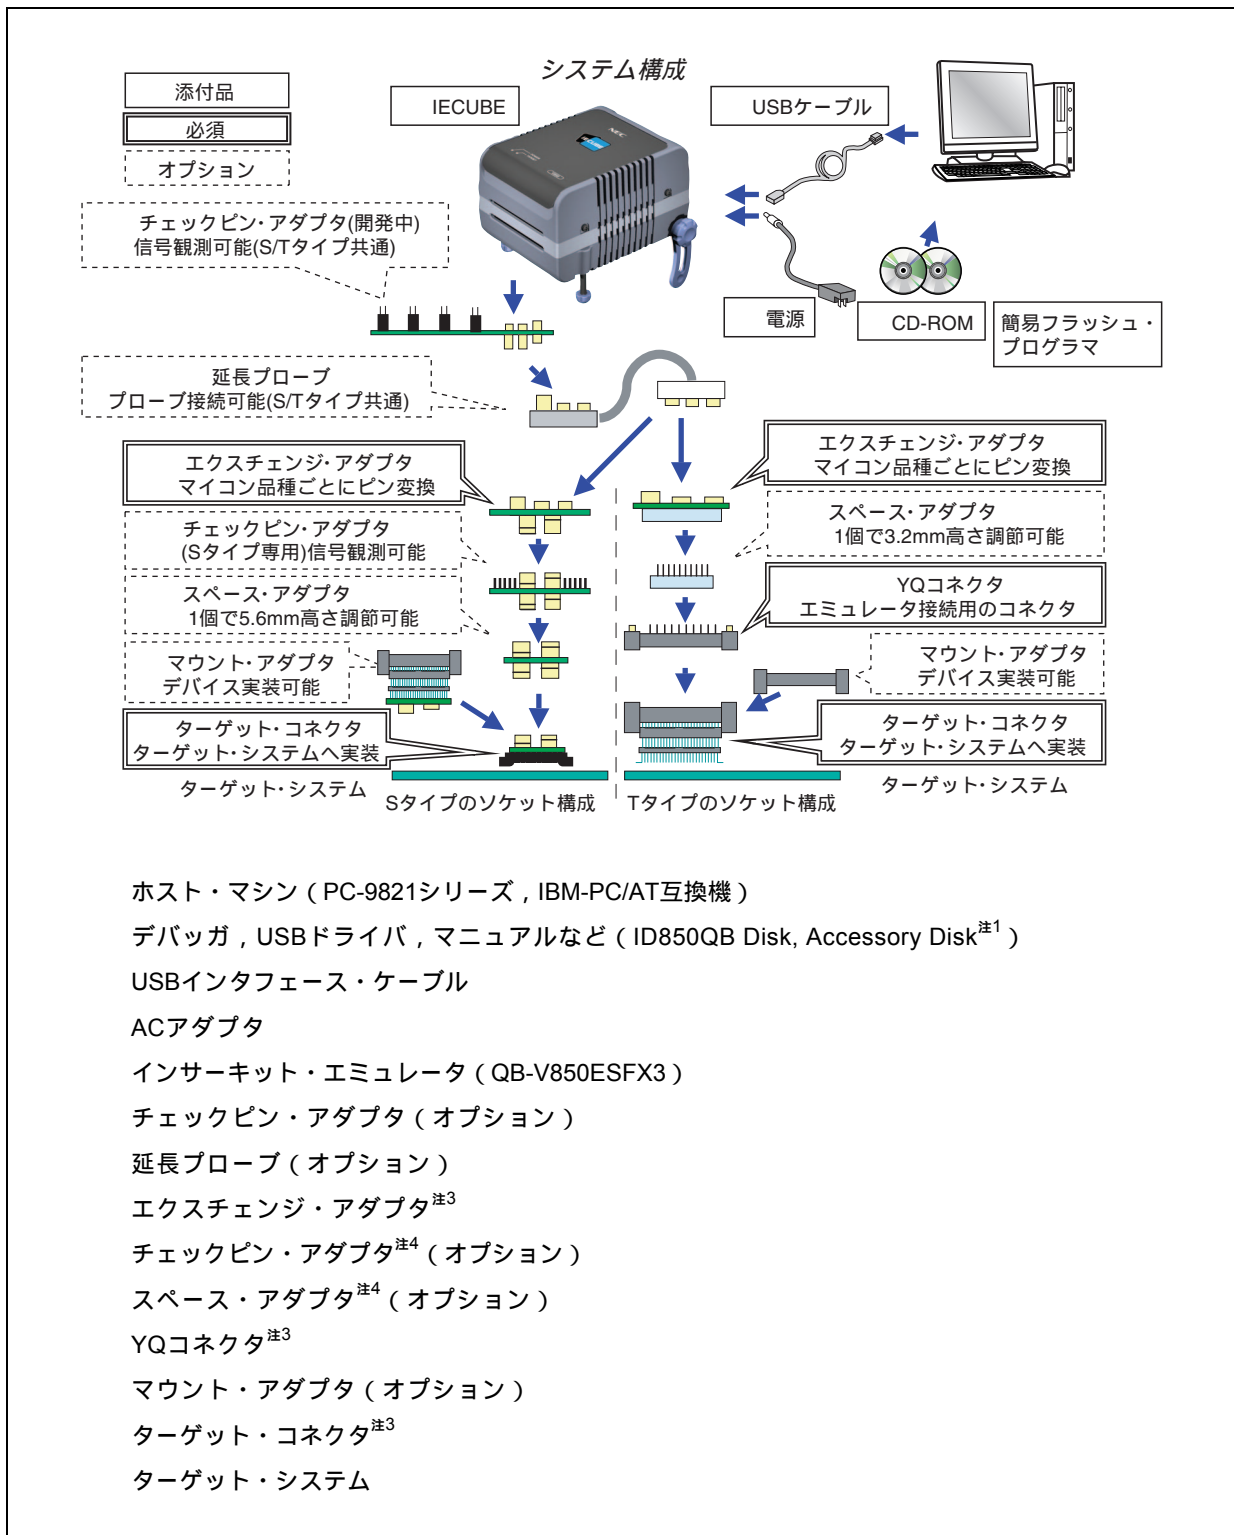 システム構成
添付品
必須
オプション
IECUBE
USBケーブル
NEC
チェックピン・アダプタ(開発中)
信号観測可能(S/Tタイプ共通)
電源
CD-ROM
簡易フラッシュ・
プログラマ
延長プローブ
プローブ接続可能(S/Tタイプ共通)
エクスチェンジ・アダプタ
マイコン品種ごとにピン変換
チェックピン・アダプタ
(Sタイプ専用)信号観測可能
スペース・アダプタ
1個で5.6mm高さ調節可能
マウント・アダプタ
デバイス実装可能
ターゲット・コネクタ
ターゲット・システムへ実装
ターゲット・システム
Sタイプのソケット構成
エクスチェンジ・アダプタ
マイコン品種ごとにピン変換
スペース・アダプタ
1個で3.2mm高さ調節可能
YQコネクタ
エミュレータ接続用のコネクタ
マウント・アダプタ
デバイス実装可能
ターゲット・コネクタ
ターゲット・システムへ実装
ターゲット・システム
Tタイプのソケット構成
ホスト・マシン（PC-9821シリーズ，IBM-PC/AT互換機）
デバッガ，USBドライバ，マニュアルなど（ID850QB Disk, Accessory Disk注1）
USBインタフェース・ケーブル
ACアダプタ
インサーキット・エミュレータ（QB-V850ESFX3）
チェックピン・アダプタ（オプション）
延長プローブ（オプション）
エクスチェンジ・アダプタ注3
チェックピン・アダプタ注4（オプション）
スペース・アダプタ注4（オプション）
YQコネクタ注3
マウント・アダプタ（オプション）
ターゲット・コネクタ注3
ターゲット・システム